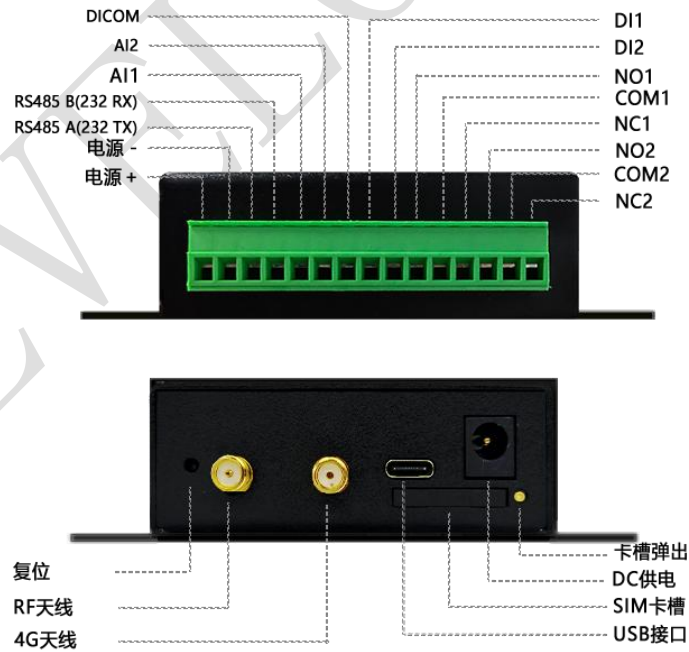 DICOM
AI2
AI1
RS485 B(232 RX)
RS485 A(232 TX)
电源 -
电源 +
DI1
DI2
NO1
COM1
NC1
NO2
COM2
NC2
复位
RF天线
4G天线
卡槽弹出
DC供电
SIM卡槽
USB接口